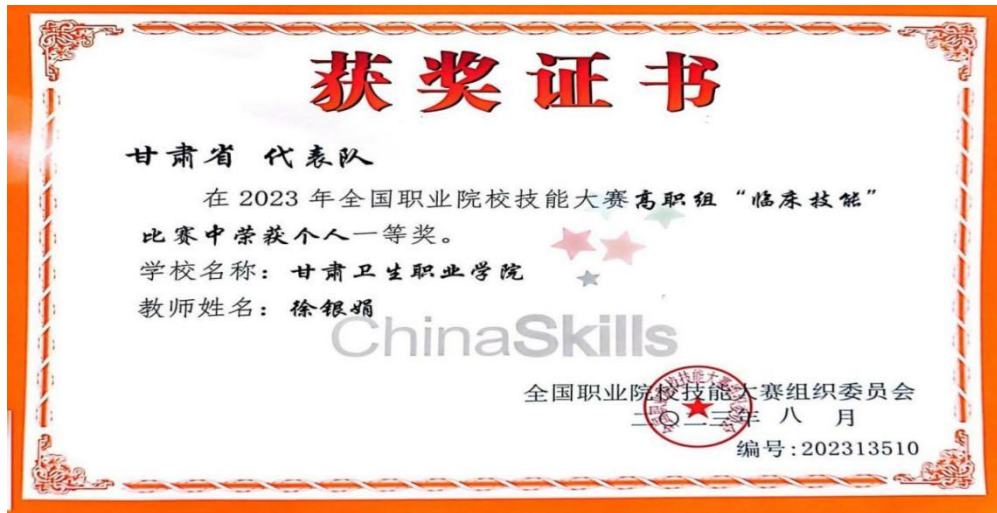 获奖证书
甘肃省 代表队
在 2023 年全国职业院校技能大赛高职组“临床技能”
比赛中荣获个人一等奖。
学校名称：甘肃卫生职业学院
教师姓名：徐银娟
ChinaSkills
全国职业院校技能大赛组织委员会
二〇二三年 八 月
编号:202313510